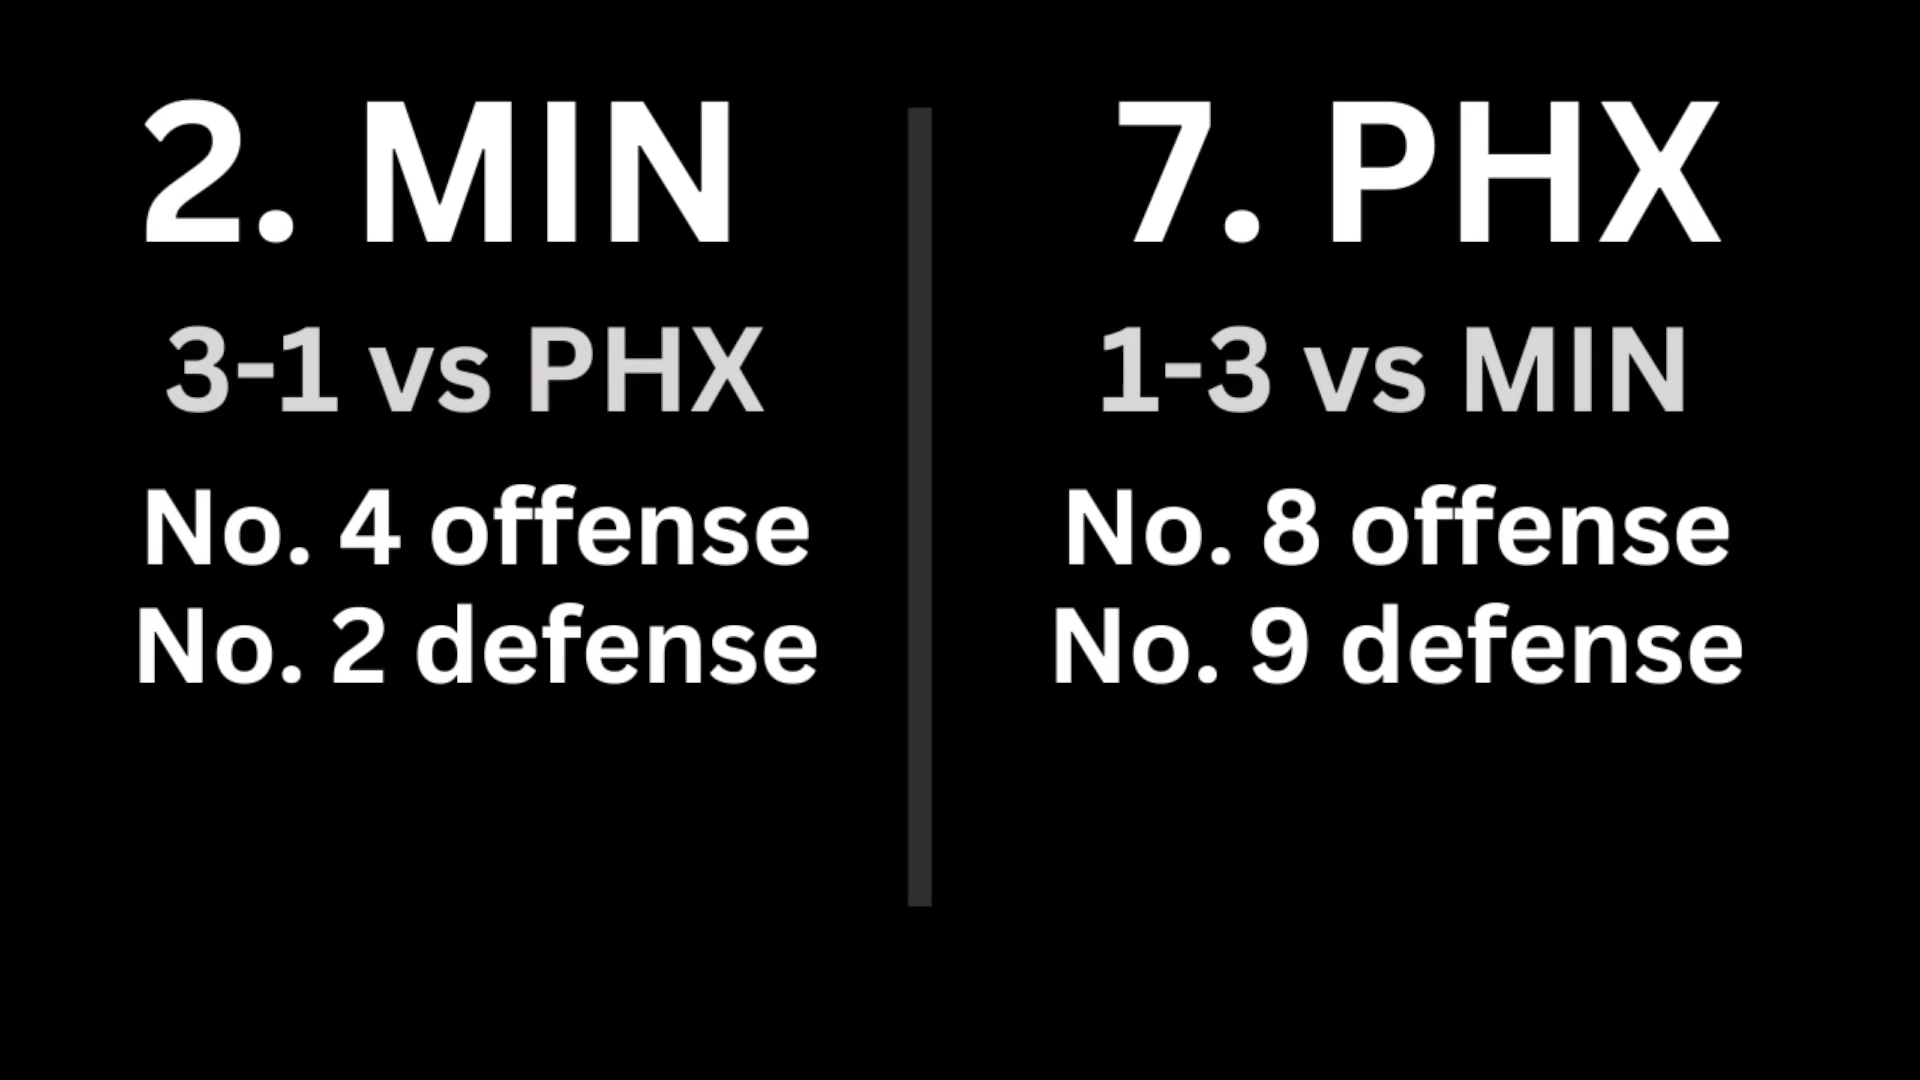 2. MIN
3-1 vs PHX
No. 4 offense
No. 2 defense
7. PHX
1-3 vs MIN
No. 8 offense
No. 9 defense